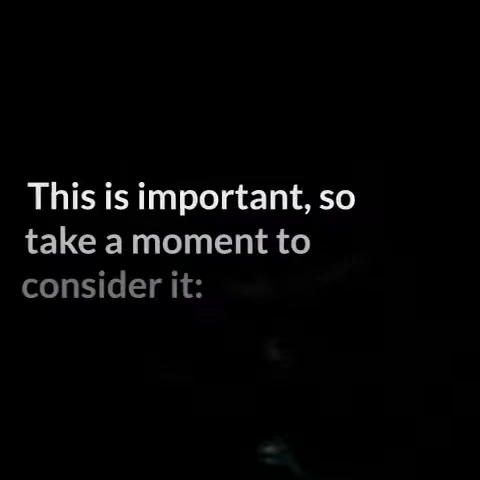 This is important, so
take a moment to
consider it: